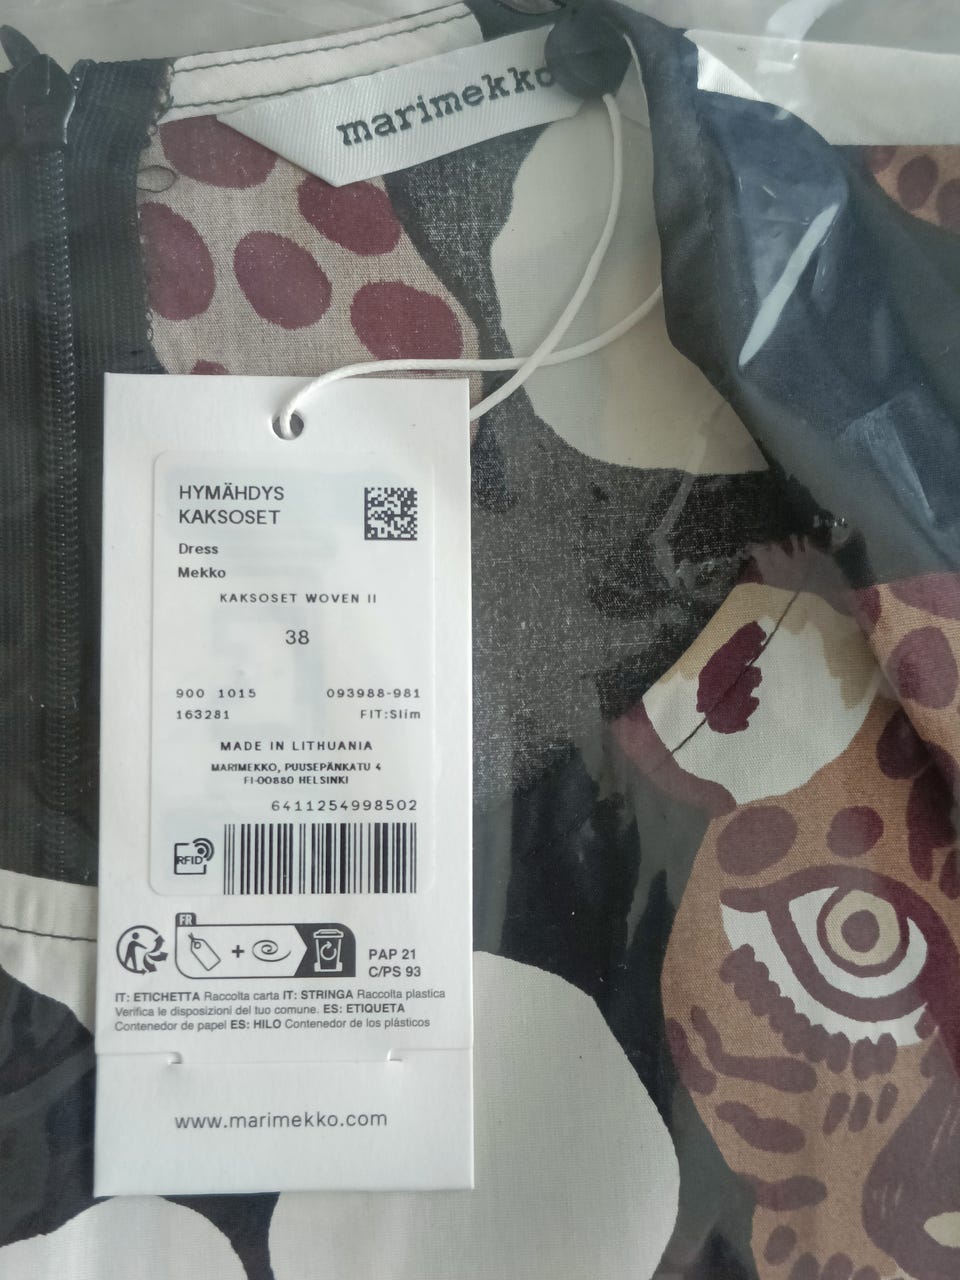 marimekko
HYMÄHDYS
KAKSOSET
Dress
Mekko
KAKSOSET WOVEN II
38
900 1015 093988-981
163281 FIT:Slim
MADE IN LITHUANIA
MARIMEKKO, PUUSEPÄNKATU 4
FI-00880 HELSINKI
6411254998502
RFID
FR
+
PAP 21
C/PS 93
IT: ETICHETTA Raccolta carta IT: STRINGA Raccolta plastica
Verifica le disposizioni del tuo comune. ES: ETIQUETA
Contenedor de papel ES: HILO Contenedor de los plásticos
www.marimekko.com